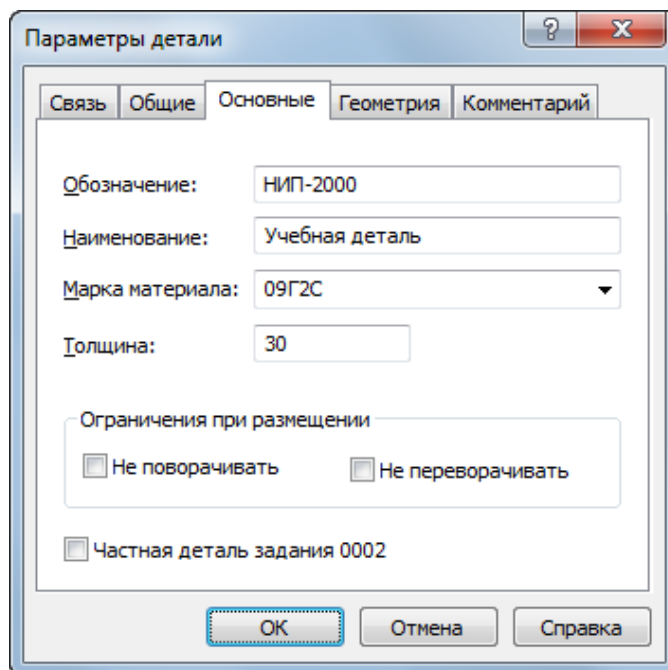 Параметры детали
Связь Общие Основные Геометрия Комментарий
Обозначение: НИП-2000
Наименование: Учебная деталь
Марка материала: 09Г2С
Толщина: 30
Ограничения при размещении
Не поворачивать Не переворачивать
Частная деталь задания 0002
ОК Отмена Справка